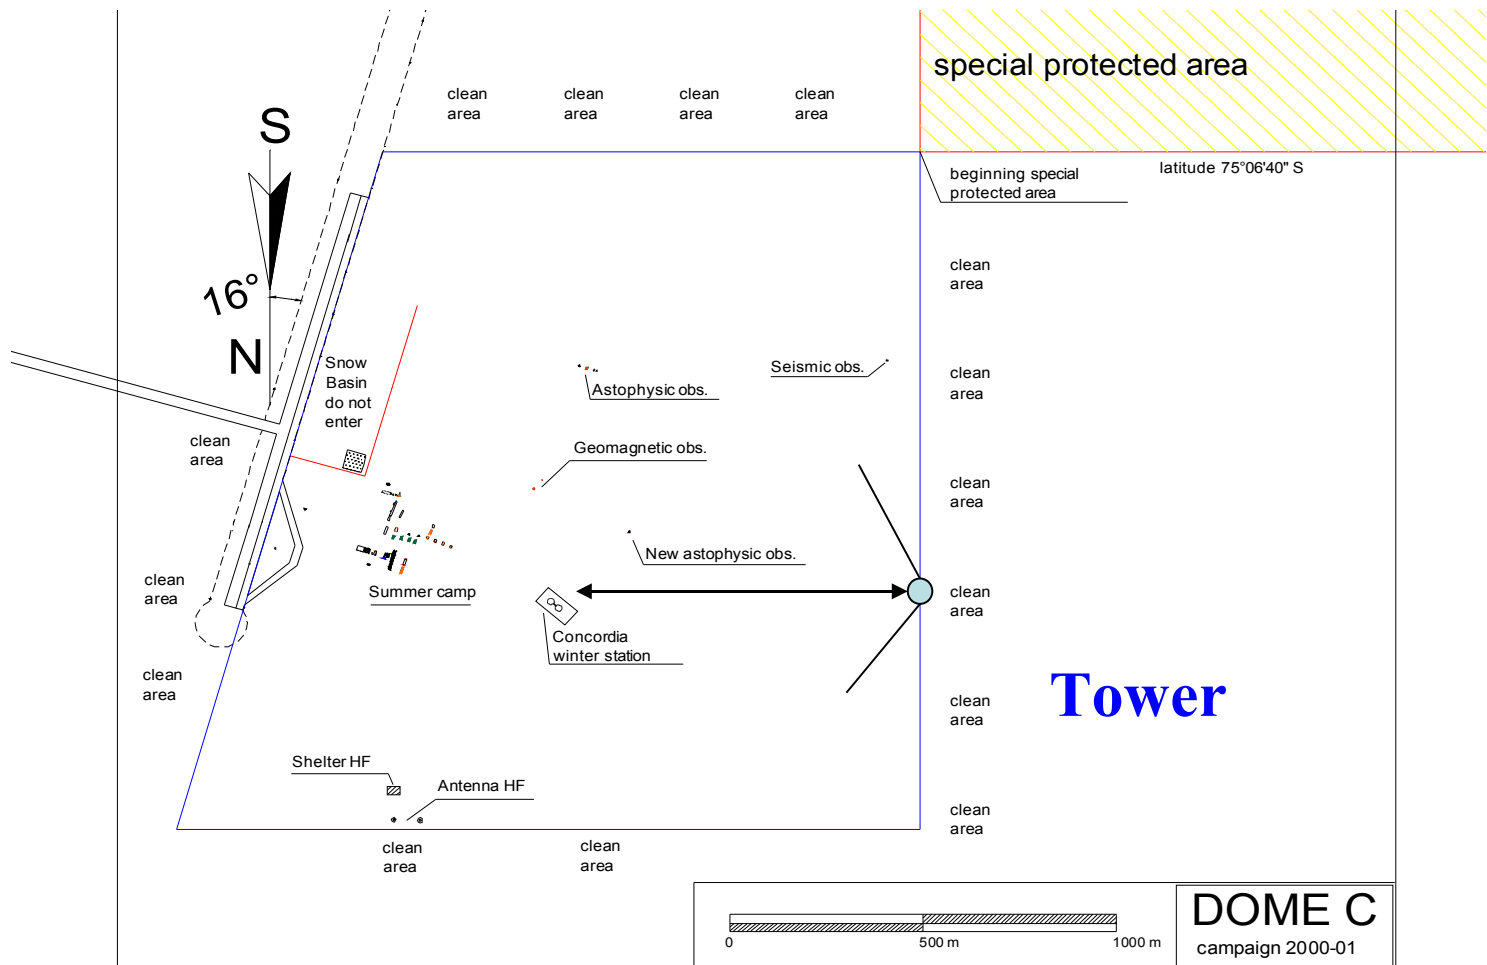 special protected area
clean
area
clean
area
clean
area
clean
area
S
latitude 75°06'40" S
beginning special
protected area
clean
area
16°
N
Snow
Basin
do not
enter
Seismic obs.
Astophysic obs.
clean
area
clean
area
Geomagnetic obs.
clean
area
New astophysic obs.
clean
area
Summer camp
clean
area
Concordia
winter station
clean
area
Tower
clean
area
Shelter HF
Antenna HF
clean
area
clean
area
clean
area
0
500 m
1000 m
DOME C
campaign 2000-01